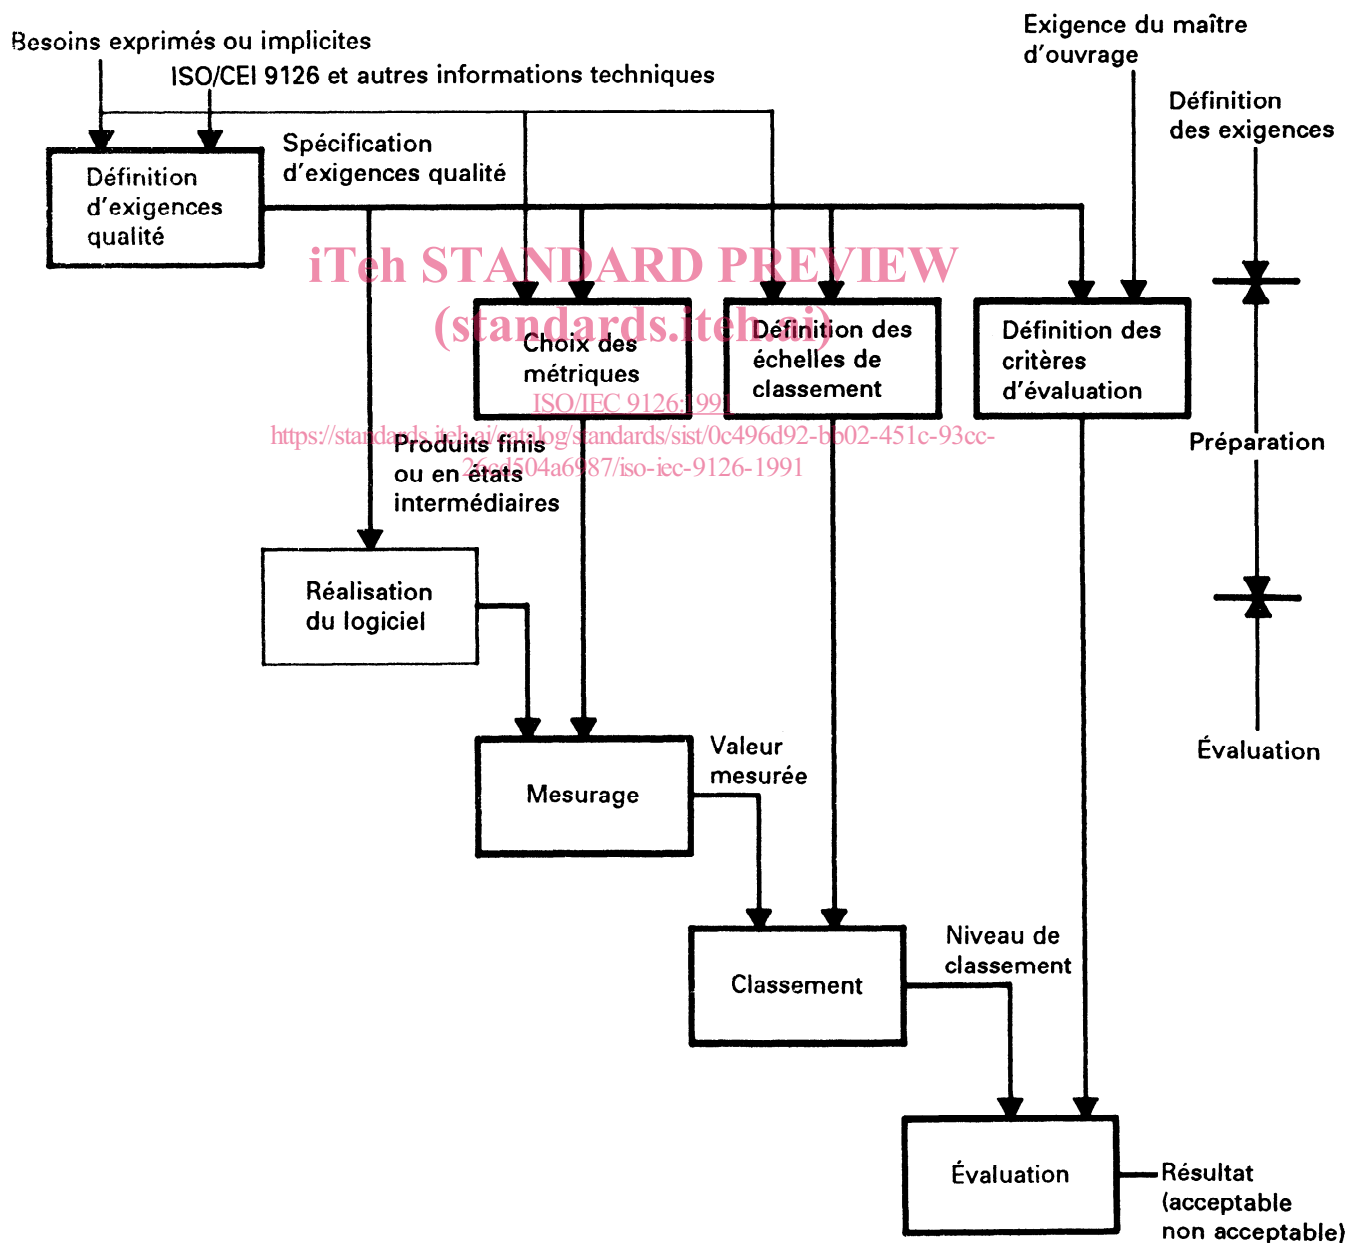 Besoins exprimés ou implicites
ISO/CEI 9126 et autres informations techniques
Exigence du maître
d'ouvrage
Définition
des exigences
Spécification
d'exigences qualité
Définition
d'exigences
qualité
iTeh STANDARD PREVIEW
(standards.iteh.ai)
Choix des
métriques
Définition des
échelles de
classement
Définition des
critères
d'évaluation
ISO/IEC 9126:1991
https://standards.iteh.ai/catalog/standards/sist/0c496d92-bb02-451c-93cc-
26cd504a6987/iso-iec-9126-1991
Préparation
Produits finis
ou en états
intermédiaires
Réalisation
du logiciel
Mesurage
Valeur
mesurée
Évaluation
Classement
Niveau de
classement
Évaluation
Résultat
(acceptable
non acceptable)